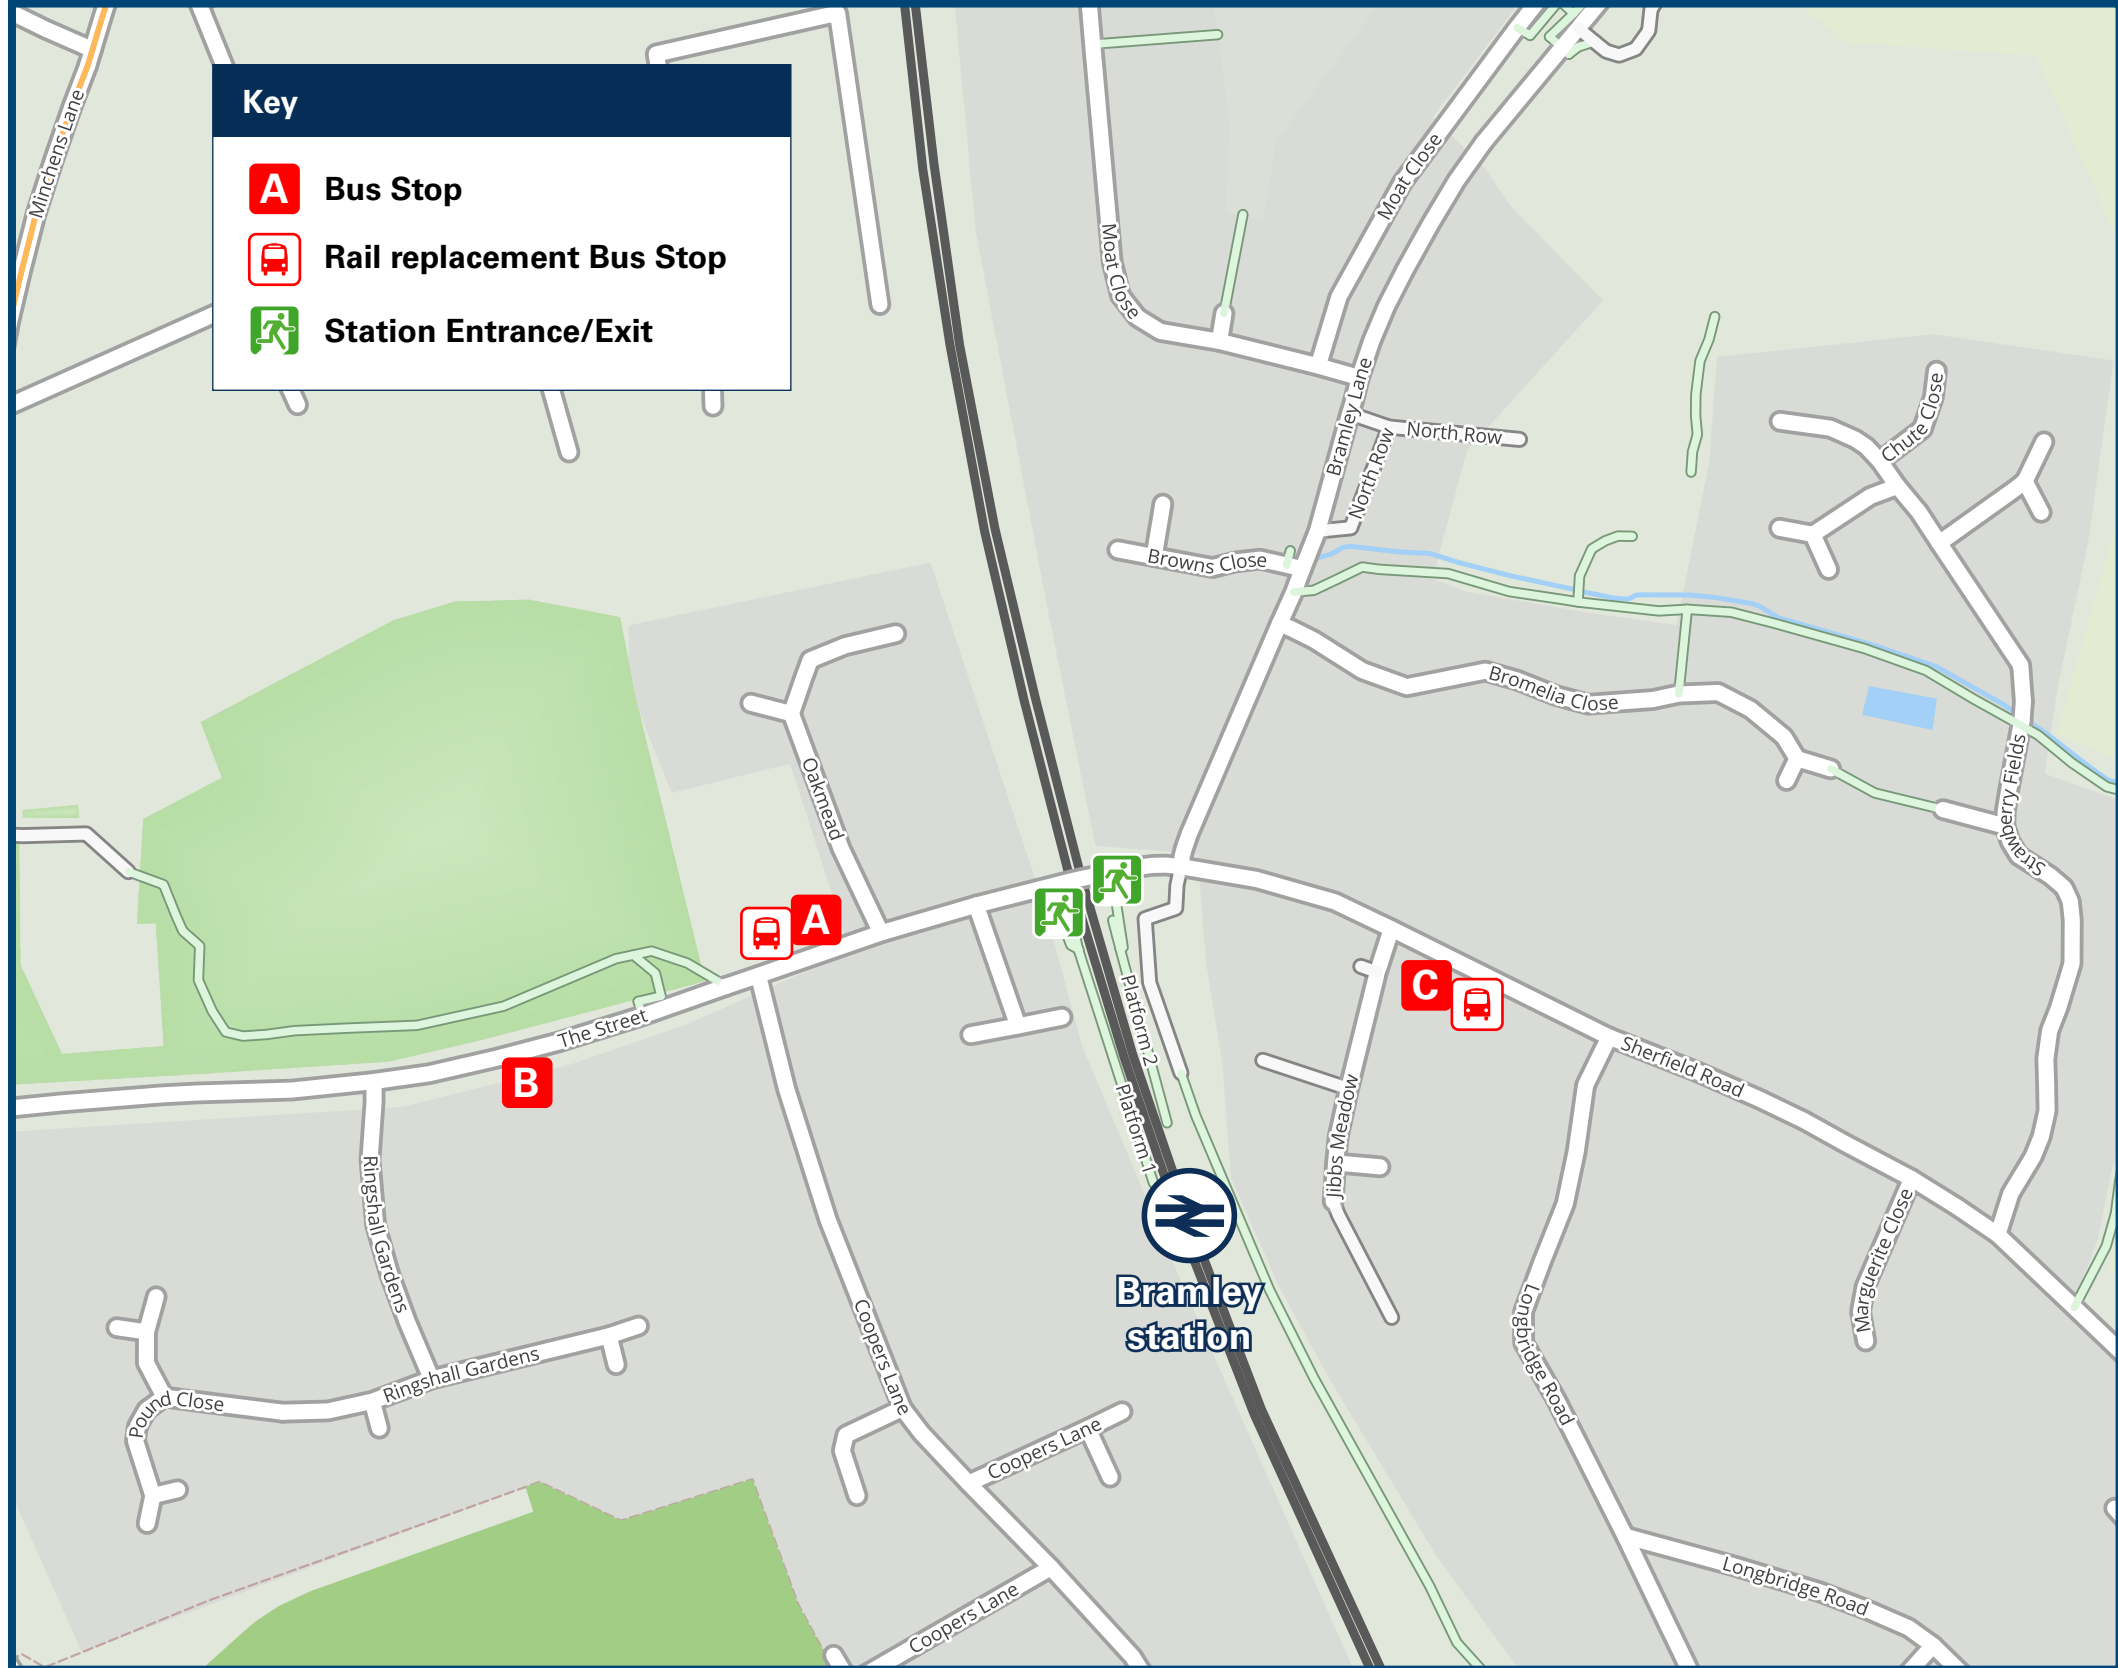 Key
A Bus Stop
Rail replacement Bus Stop
Station Entrance/Exit
Minchens Lane
Moat Close
Moat Close
Bramley Lane
North Row
North Row
Chute Close
Browns Close
Bromelia Close
Strawberry Fields
Oakmead
A
The Street
B
C
Platform 2
Platform 1
Sherfield Road
Jibbs Meadow
Ringshall Gardens
Ringshall Gardens
Pound Close
Bramley
station
Marguerite Close
Longbridge Road
Coopers Lane
Coopers Lane
Coopers Lane
Longbridge Road